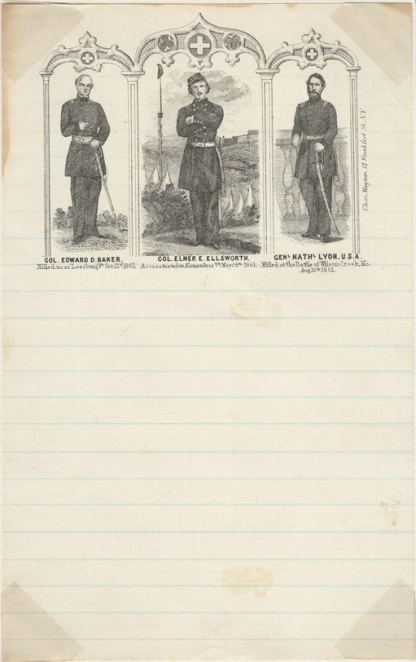 COL. EDWARD D. BAKER,
Killed near Leesburg Va. Oct. 21st 1861.
COL. ELMER E. ELLSWORTH,
Assassinated in Alexandria Va. May 24th 1861.
GENL. NATHL. LYON, U.S.A.
Killed at the Battle of Wilson's Creek, Mo.
Aug. 10th 1861.
Chas. Magnus, 12 Frankfort St. N.Y.